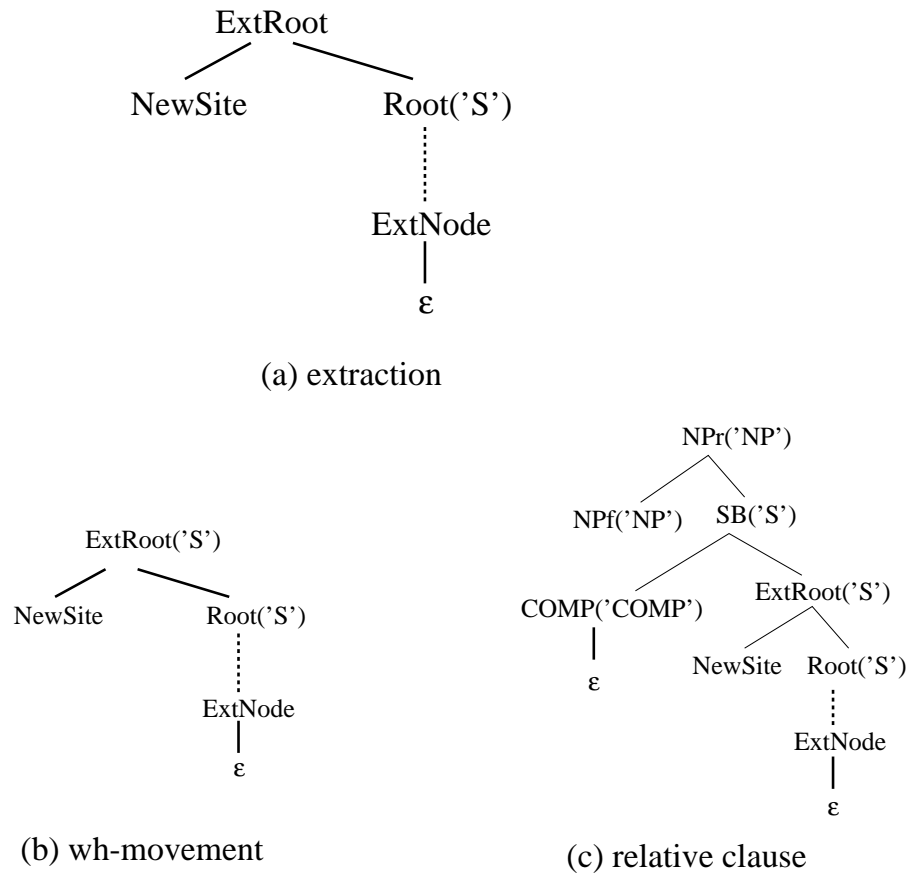 ExtRoot
NewSite Root('S')
ExtNode
ε
(a) extraction
NPr('NP')
NPf('NP') SB('S')
ExtRoot('S')
COMP('COMP') ExtRoot('S')
NewSite Root('S')
ε NewSite Root('S')
ExtNode
ExtNode
ε
ε
(b) wh-movement
(c) relative clause